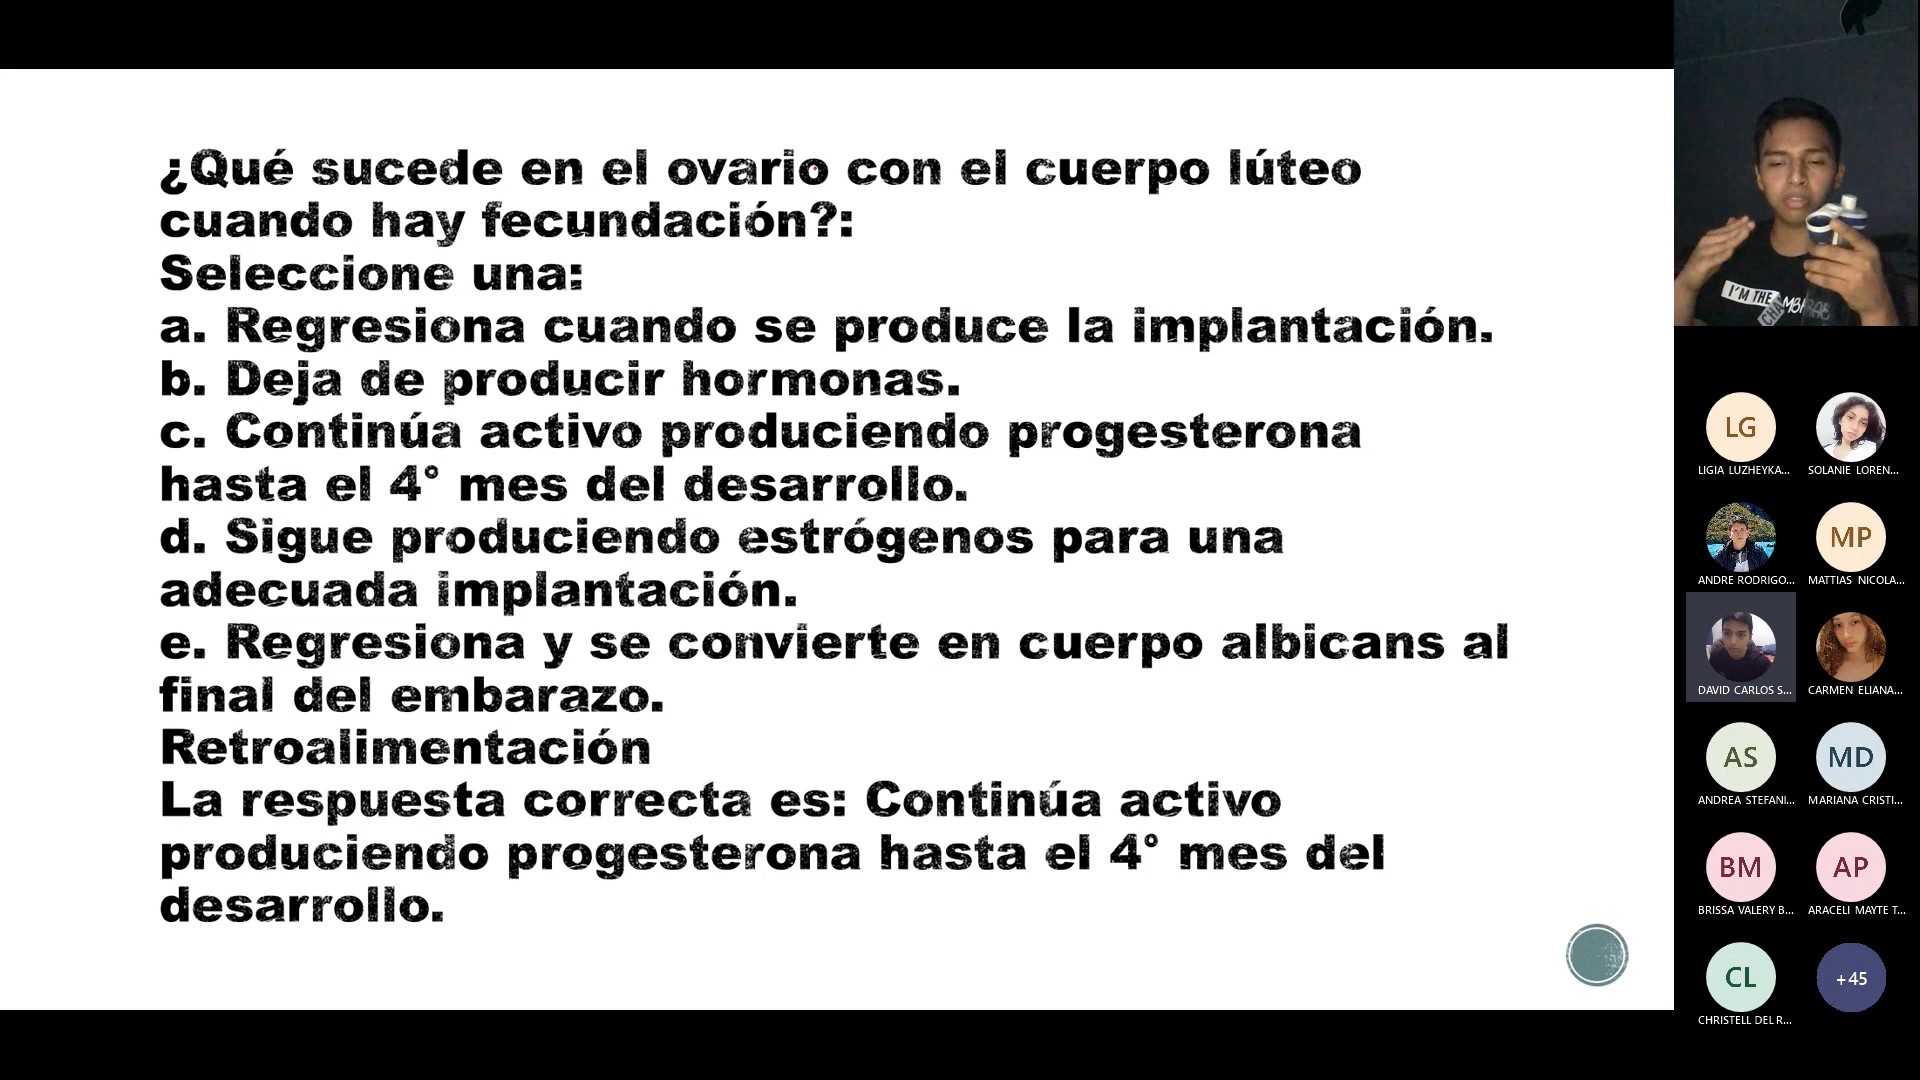 ¿Qué sucede en el ovario con el cuerpo lúteo
cuando hay fecundación?:
Seleccione una:
a. Regresiona cuando se produce la implantación.
b. Deja de producir hormonas.
c. Continúa activo produciendo progesterona
hasta el 4° mes del desarrollo.
d. Sigue produciendo estrógenos para una
adecuada implantación.
e. Regresiona y se convierte en cuerpo albicans al
final del embarazo.
Retroalimentación
La respuesta correcta es: Continúa activo
produciendo progesterona hasta el 4° mes del
desarrollo.
I'M THE
LG
LIGIA LUZHEYKA...
SOLANIE LOREN...
ANDRE RODRIGO...
MP
MATTIAS NICOLA...
DAVID CARLOS S...
CARMEN ELIANA...
AS
ANDREA STEFANI...
MD
MARIANA CRISTI...
BM
BRISSA VALERY B...
AP
ARACELI MAYTE T...
CL
CHRISTELL DEL R...
+45